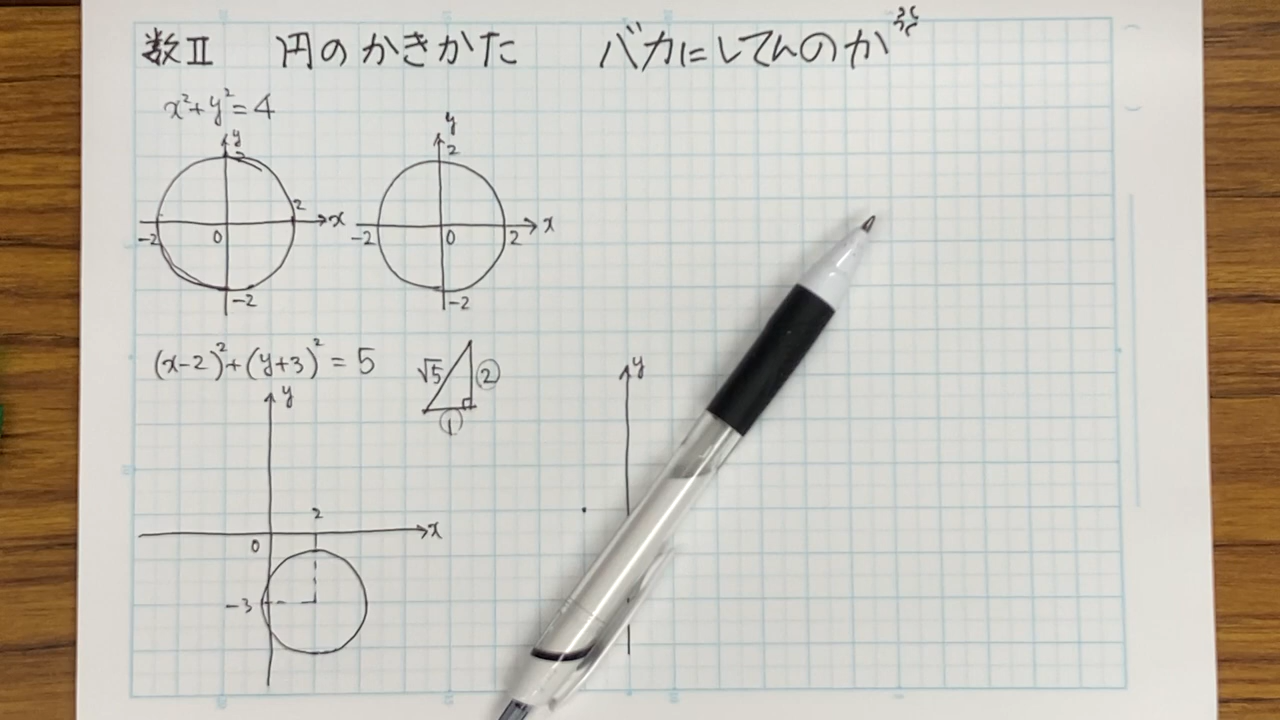 数Ⅱ 円のかきかた バカにしてんのか
x²+y²=4
y 2 2 x -2 0 -2
y 2 x -2 0 2 -2
(x-2)²+(y+3)²=5
√5 ② ①
y 2 x 0 -3
y